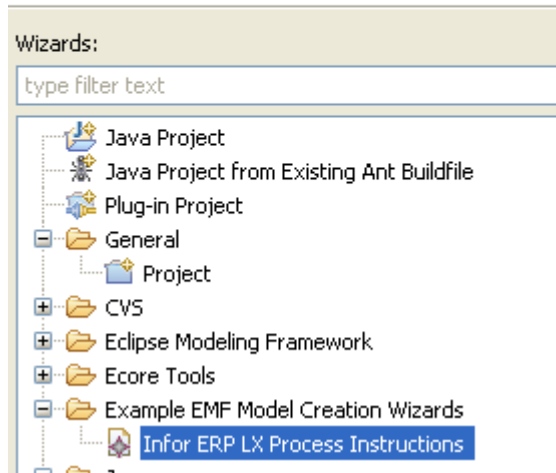 Wizards:
type filter text
Java Project
Java Project from Existing Ant Buildfile
Plug-in Project
General
Project
CVS
Eclipse Modeling Framework
Ecore Tools
Example EMF Model Creation Wizards
Infor ERP LX Process Instructions